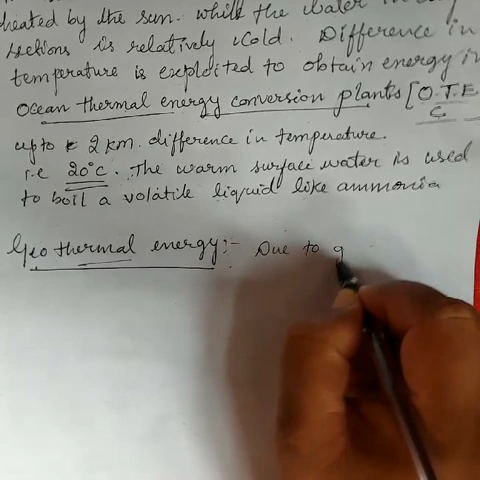 heated by the sun. while the water in
sections is relatively cold. Difference in
temperature is exploited to obtain energy in
Ocean thermal energy conversion plants [O.T.E
C
upto 2 km. difference in temperature.
i.e 20°C. The warm surface water is used
to boil a volatile liquid like ammonia
Geo thermal energy:- Due to g